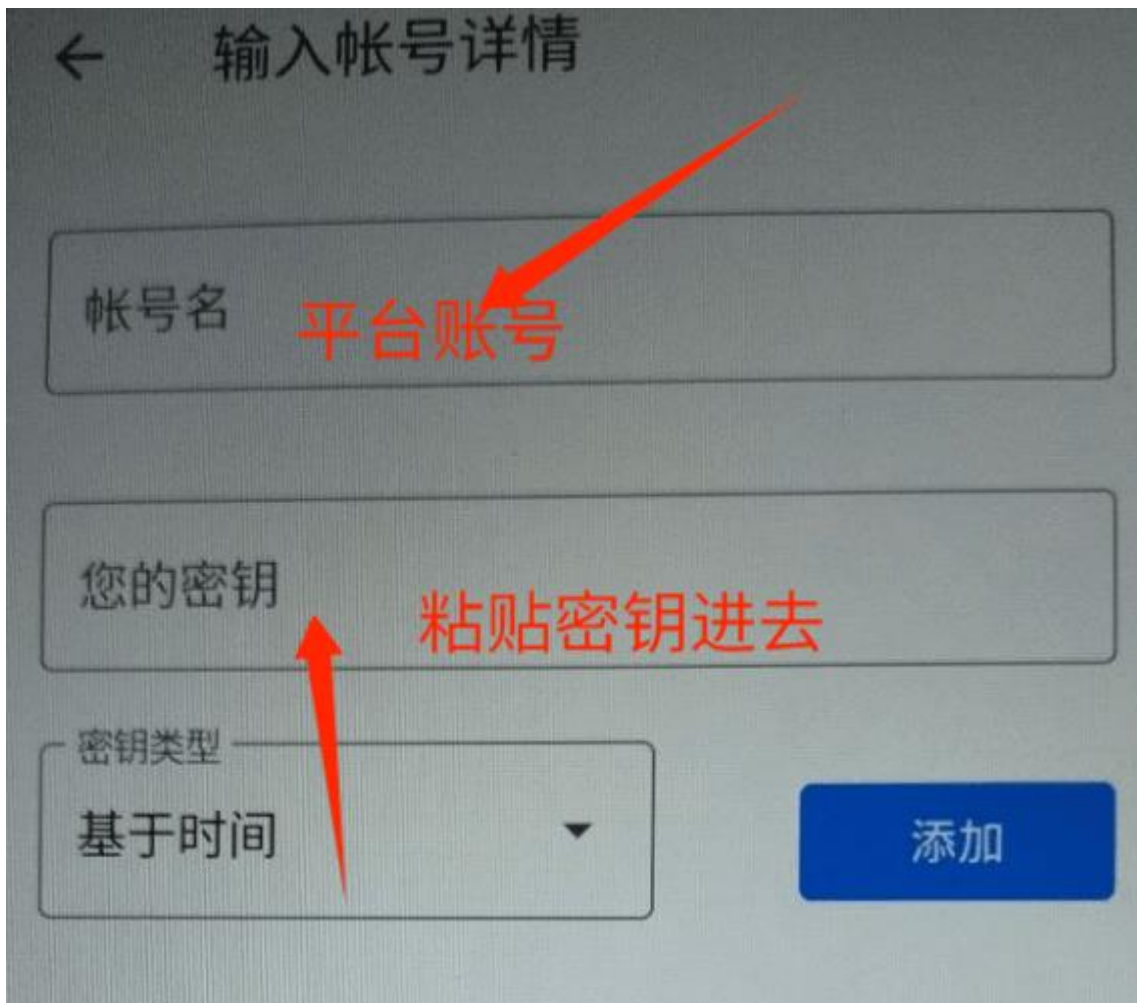 输入帐号详情
帐号名
平台账号
您的密钥
粘贴密钥进去
密钥类型
基于时间
添加